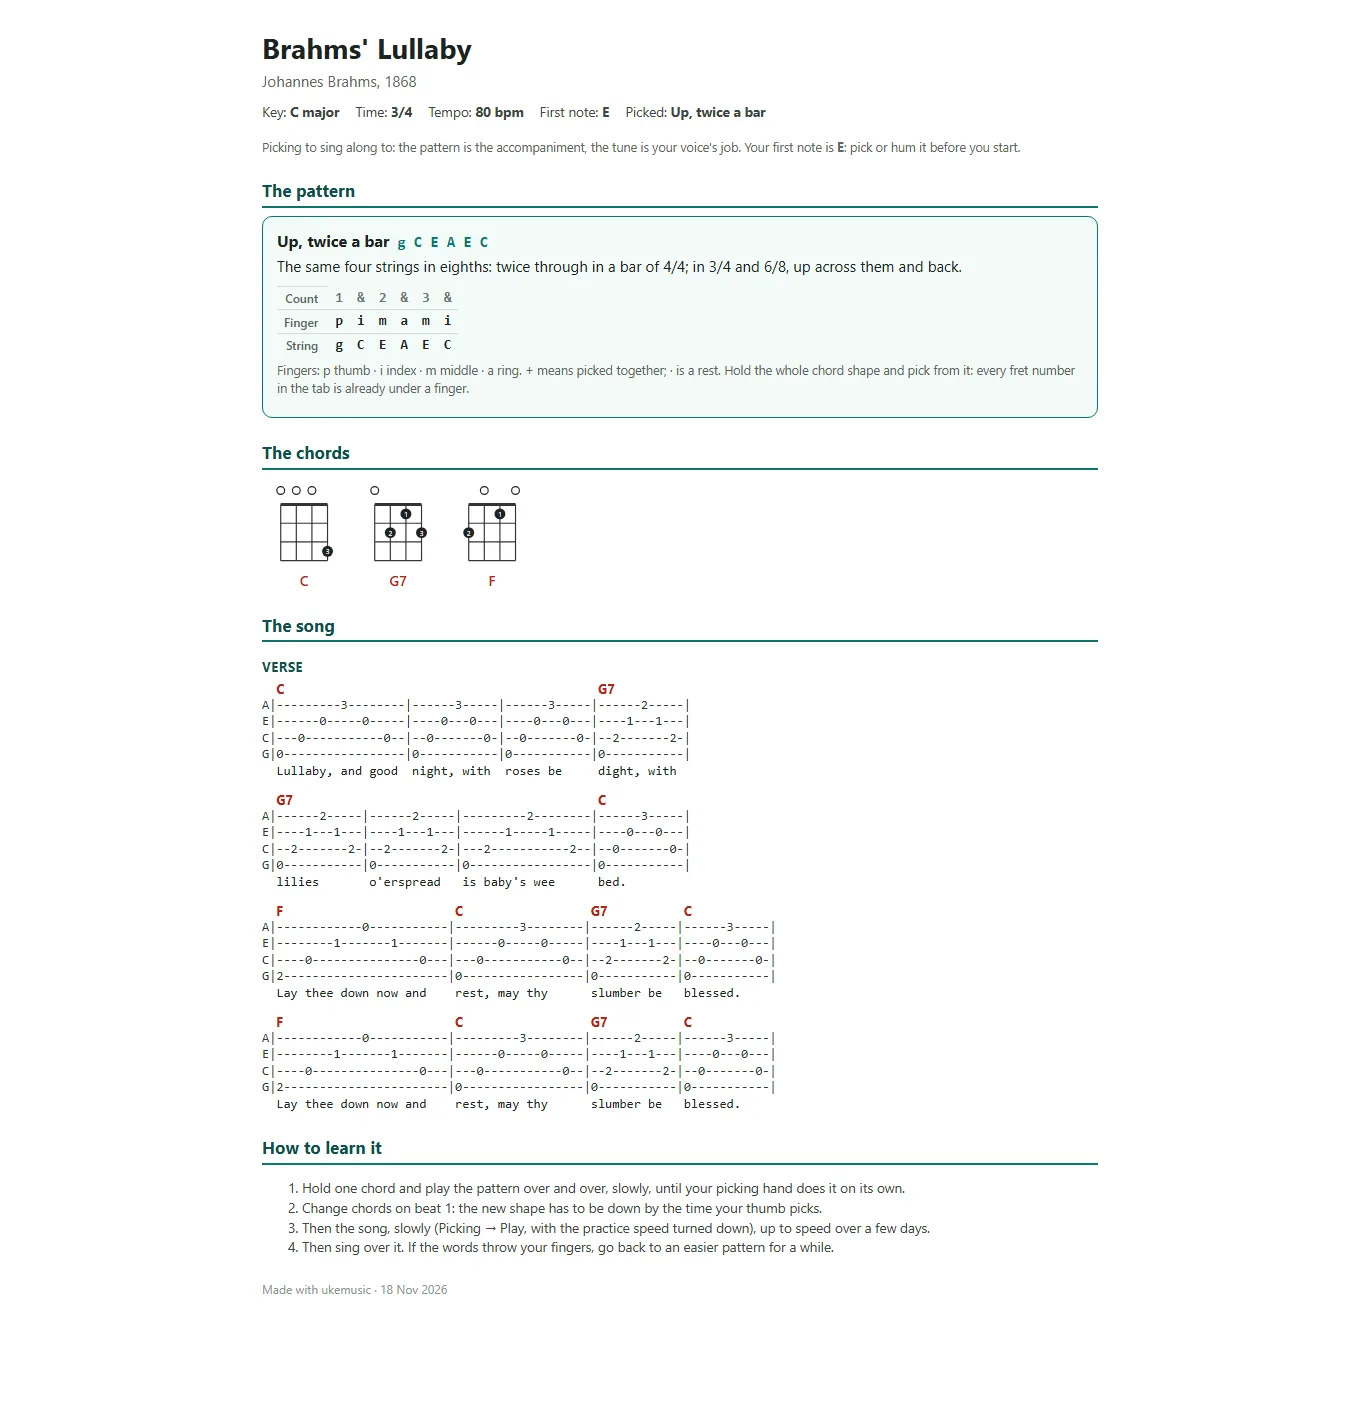 Brahms' Lullaby
Johannes Brahms, 1868
Key: C major Time: 3/4 Tempo: 80 bpm First note: E Picked: Up, twice a bar
Picking to sing along to: the pattern is the accompaniment, the tune is your voice's job. Your first note is E: pick or hum it before you start.
The pattern
Up, twice a bar g C E A E C
The same four strings in eighths: twice through in a bar of 4/4; in 3/4 and 6/8, up across them and back.
Count 1 & 2 & 3 &
Finger p i m a m i
String g C E A E C
Fingers: p thumb · i index · m middle · a ring. + means picked together; · is a rest. Hold the whole chord shape and pick from it: every fret number
in the tab is already under a finger.
The chords
1 1
2 3 2
3
C G7 F
The song
VERSE
C G7
A|---------3--------|------3-----|------3-----|------2-----|
E|------0-----0-----|----0---0---|----0---0---|----1---1---|
C|---0-----------0--|--0-------0-|--0-------0-|--2-------2-|
G|0-----------------|0-----------|0-----------|0-----------|
Lullaby, and good night, with roses be dight, with
G7 C
A|------2-----|------2-----|---------2--------|------3-----|
E|----1---1---|----1---1---|------1-----1-----|----0---0---|
C|--2-------2-|--2-------2-|---2-----------2--|--0-------0-|
G|0-----------|0-----------|0-----------------|0-----------|
lilies o'erspread is baby's wee bed.
F C G7 C
A|------------0-----------|---------3--------|------2-----|------3-----|
E|--------1-------1-------|------0-----0-----|----1---1---|----0---0---|
C|----0---------------0---|---0-----------0--|--2-------2-|--0-------0-|
G|2-----------------------|0-----------------|0-----------|0-----------|
Lay thee down now and rest, may thy slumber be blessed.
F C G7 C
A|------------0-----------|---------3--------|------2-----|------3-----|
E|--------1-------1-------|------0-----0-----|----1---1---|----0---0---|
C|----0---------------0---|---0-----------0--|--2-------2-|--0-------0-|
G|2-----------------------|0-----------------|0-----------|0-----------|
Lay thee down now and rest, may thy slumber be blessed.
How to learn it
1. Hold one chord and play the pattern over and over, slowly, until your picking hand does it on its own.
2. Change chords on beat 1: the new shape has to be down by the time your thumb picks.
3. Then the song, slowly (Picking → Play, with the practice speed turned down), up to speed over a few days.
4. Then sing over it. If the words throw your fingers, go back to an easier pattern for a while.
Made with ukemusic · 18 Nov 2026